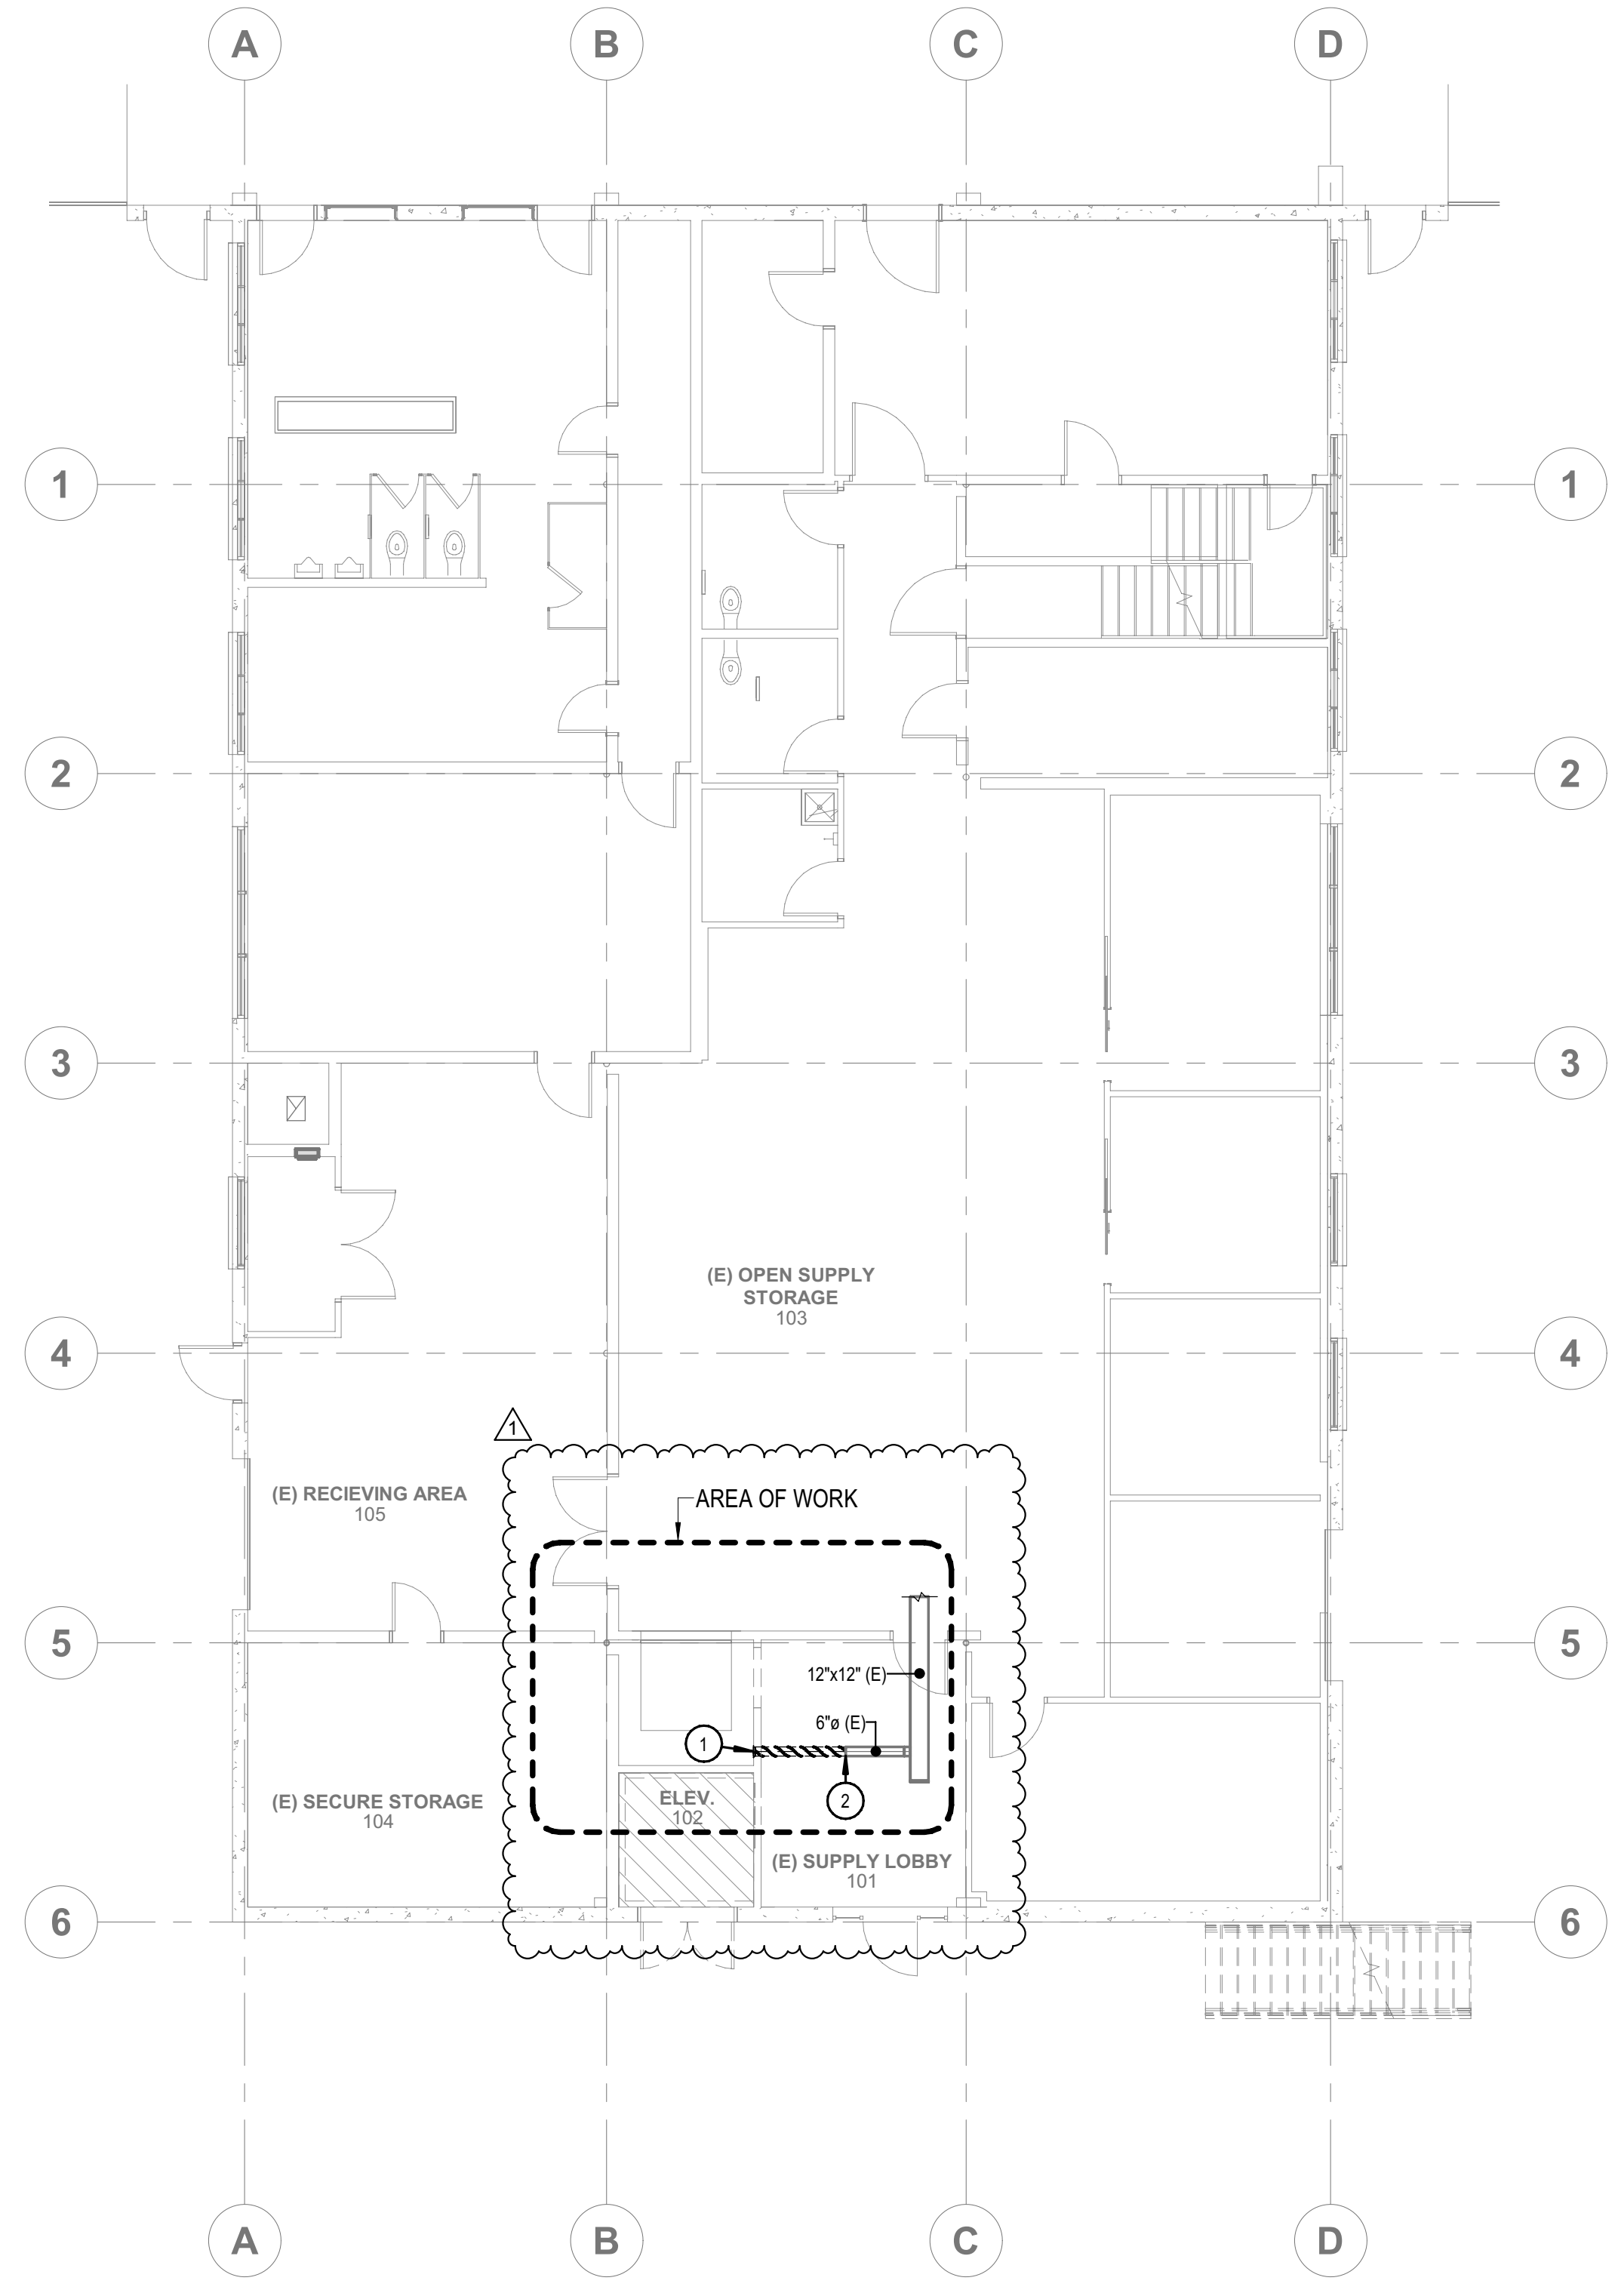 A B C D
1 1
2 2
3 3
(E) OPEN SUPPLY
STORAGE
103
4 4
1
(E) RECIEVING AREA
105
AREA OF WORK
5 5
12"x12" (E)
6"ø (E)
1
2
ELEV.
102
(E) SECURE STORAGE
104
(E) SUPPLY LOBBY
101
6 6
A B C D